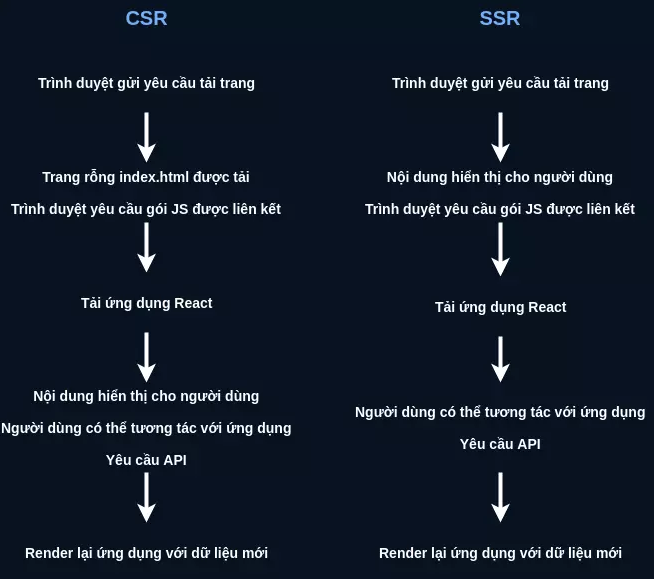 CSR
Trình duyệt gửi yêu cầu tải trang
Trang rỗng index.html được tải
Trình duyệt yêu cầu gói JS được liên kết
Tải ứng dụng React
Nội dung hiển thị cho người dùng
Người dùng có thể tương tác với ứng dụng
Yêu cầu API
Render lại ứng dụng với dữ liệu mới
SSR
Trình duyệt gửi yêu cầu tải trang
Nội dung hiển thị cho người dùng
Trình duyệt yêu cầu gói JS được liên kết
Tải ứng dụng React
Người dùng có thể tương tác với ứng dụng
Yêu cầu API
Render lại ứng dụng với dữ liệu mới